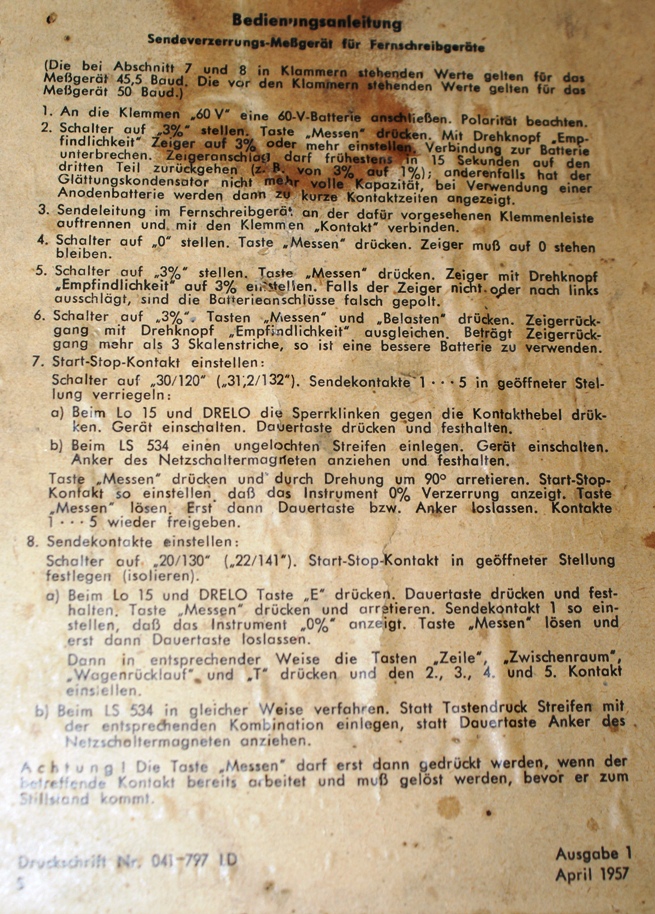 Bedienungsanleitung
Sendeverzerrungs-Meßgerät für Fernschreibgeräte
(Die bei Abschnitt 7 und 8 in Klammern stehenden Werte gelten für das
Meßgerät 45,5 Baud. Die vor den Klammern stehenden Werte gelten für das
Meßgerät 50 Baud.)
1. An die Klemmen „60 V" eine 60-V-Batterie anschließen. Polarität beachten.
2. Schalter auf „3%" stellen. Taste „Messen" drücken. Mit Drehknopf „Emp-
findlichkeit" Zeiger auf 3% oder mehr einstellen. Verbindung zur Batterie
unterbrechen. Zeigeranschlag darf frühestens in 15 Sekunden auf den
dritten Teil zurückgehen (z. B. von 3% auf 1%); anderenfalls hat der
Glättungskondensator nicht mehr volle Kapazität, bei Verwendung einer
Anodenbatterie werden dann zu kurze Kontaktzeiten angezeigt.
3. Sendeleitung im Fernschreibgerät an der dafür vorgesehenen Klemmenleiste
auftrennen und mit den Klemmen „Kontakt" verbinden.
4. Schalter auf „0" stellen. Taste „Messen" drücken. Zeiger muß auf 0 stehen
bleiben.
5. Schalter auf „3%" stellen. Taste „Messen" drücken. Zeiger mit Drehknopf
„Empfindlichkeit" auf 3% einstellen. Falls der Zeiger nicht oder nach links
ausschlägt, sind die Batterieanschlüsse falsch gepolt.
6. Schalter auf „3%". Tasten „Messen" und „Belasten" drücken. Zeigerrück-
gang mit Drehknopf „Empfindlichkeit" ausgleichen. Beträgt Zeigerrück-
gang mehr als 3 Skalenstriche, so ist eine bessere Batterie zu verwenden.
7. Start-Stop-Kontakt einstellen:
Schalter auf „30/120" („31,2/132"). Sendekontakte 1 · · · 5 in geöffneter Stel-
lung verriegeln:
a) Beim Lo 15 und DRELO die Sperrklinken gegen die Kontakthebel drük-
ken. Gerät einschalten. Dauertaste drücken und festhalten.
b) Beim LS 534 einen ungelochten Streifen einlegen. Gerät einschalten.
Anker des Netzschaltermagneten anziehen und festhalten.
Taste „Messen" drücken und durch Drehung um 90° arretieren. Start-Stop-
Kontakt so einstellen, daß das Instrument 0% Verzerrung anzeigt. Taste
„Messen" lösen. Erst dann Dauertaste bzw. Anker loslassen. Kontakte
1 · · · 5 wieder freigeben.
8. Sendekontakte einstellen:
Schalter auf „20/130" („22/141"). Start-Stop-Kontakt in geöffneter Stellung
festlegen (isolieren).
a) Beim Lo 15 und DRELO Taste „E" drücken. Dauertaste drücken und fest-
halten. Taste „Messen" drücken und arretieren. Sendekontakt 1 so ein-
stellen, daß das Instrument „0%" anzeigt. Taste „Messen" lösen und
erst dann Dauertaste loslassen.
Dann in entsprechender Weise die Tasten „Zeile", „Zwischenraum",
„Wagenrücklauf" und „T" drücken und den 2., 3., 4. und 5. Kontakt
einstellen.
b) Beim LS 534 in gleicher Weise verfahren. Statt Tastendruck Streifen mit
der entsprechenden Kombination einlegen, statt Dauertaste Anker des
Netzschaltermagneten anziehen.
Achtung! Die Taste „Messen" darf erst dann gedrückt werden, wenn der
betreffende Kontakt bereits arbeitet und muß gelöst werden, bevor er zum
Stillstand kommt.
Druckschrift Nr. 041-797 ID
Ausgabe 1
5
April 1957